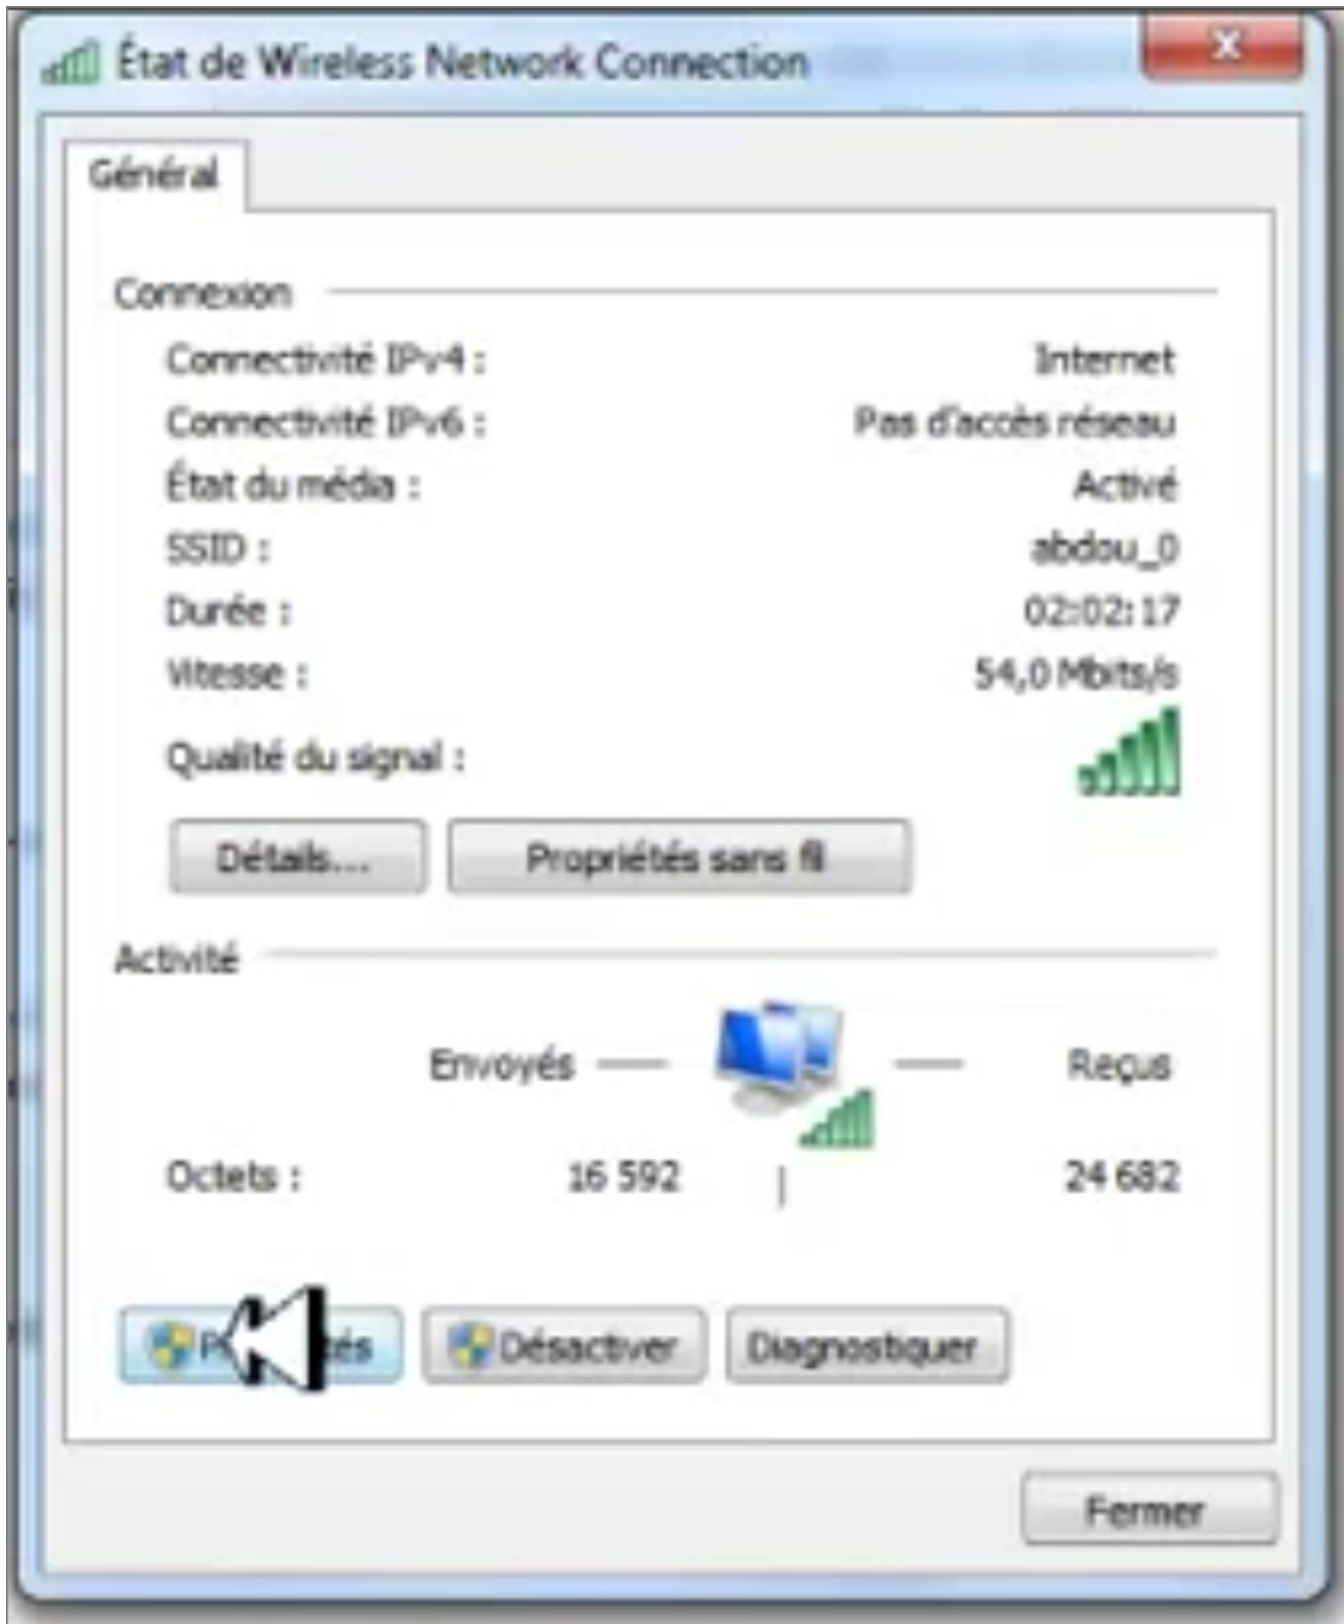 État de Wireless Network Connection
Général
Connexion
Connectivité IPv4 : Internet
Connectivité IPv6 : Pas d'accès réseau
État du média : Activé
SSID : abdou_0
Durée : 02:02:17
Vitesse : 54,0 Mbits/s
Qualité du signal :
Détails... Propriétés sans fil
Activité
Envoyés Reçus
Octets : 16 592 24 682
Désactiver Diagnostiquer
Fermer